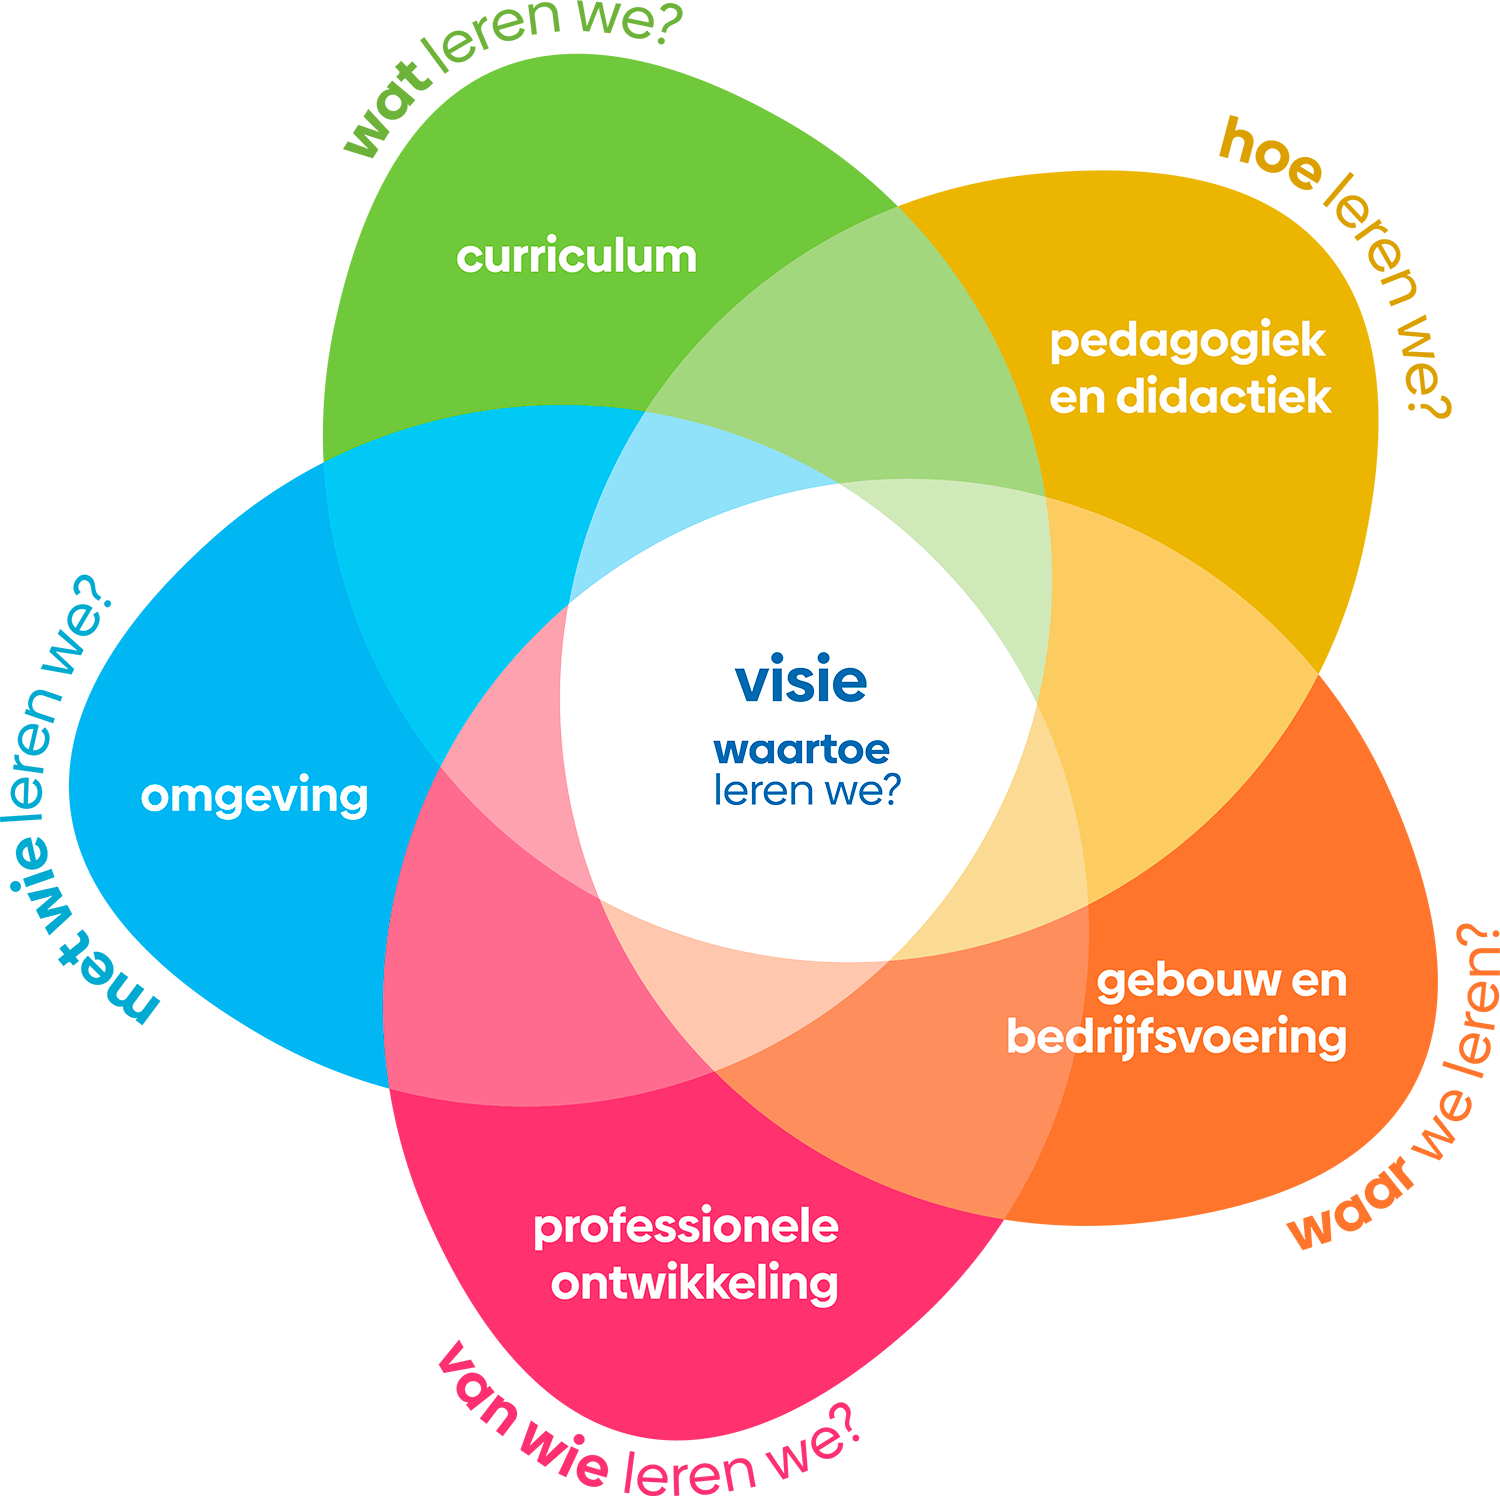 wat leren we?
curriculum
hoe leren we?
pedagogiek
en didactiek
met wie leren we?
omgeving
visie
waartoe
leren we?
gebouw en
bedrijfsvoering
waar we leren?
professionele
ontwikkeling
van wie leren we?